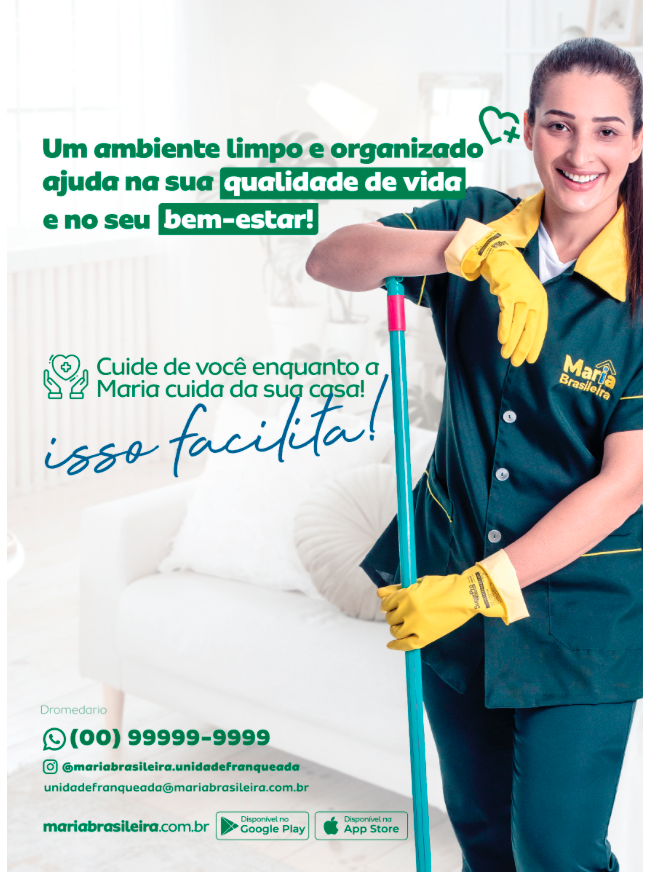 Um ambiente limpo e organizado
ajuda na sua qualidade de vida
e no seu bem-estar!
Cuide de você enquanto a
Maria cuida da sua casa!
isso facilita!
Maria
Brasileira
Dromedario
(00) 99999-9999
@mariabrasileira.unidadefranqueada
unidadefranqueada@mariabrasileira.com.br
mariabrasileira.com.br
Disponível no
Google Play
Disponível na
App Store